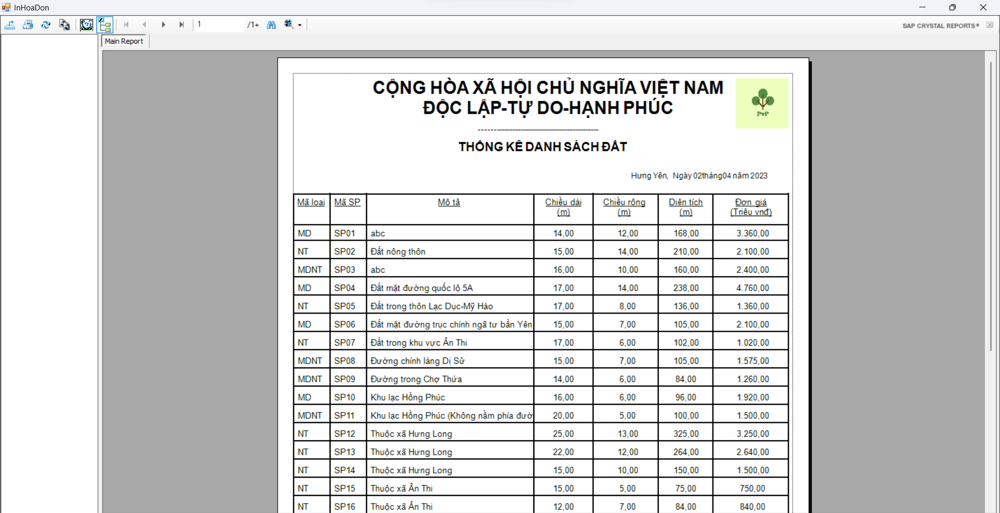 InHoaDon
1 /1+
SAP CRYSTAL REPORTS®
Main Report
CỘNG HÒA XÃ HỘI CHỦ NGHĨA VIỆT NAM
ĐỘC LẬP-TỰ DO-HẠNH PHÚC
PvP
--------------------------------------------
THỐNG KÊ DANH SÁCH ĐẤT
Hưng Yên, Ngày 02tháng04 năm 2023
Mã loại Mã SP Mô tả Chiều dài (m) Chiều rộng (m) Diện tích (m) Đơn giá (Triệu vnđ)
MD SP01 abc 14,00 12,00 168,00 3.360,00
NT SP02 Đất nông thôn 15,00 14,00 210,00 2.100,00
MDNT SP03 abc 16,00 10,00 160,00 2.400,00
MD SP04 Đất mặt đường quốc lộ 5A 17,00 14,00 238,00 4.760,00
NT SP05 Đất trong thôn Lạc Dục-Mỹ Hào 17,00 8,00 136,00 1.360,00
MD SP06 Đất mặt đường trục chính ngã tư bần Yên 15,00 7,00 105,00 2.100,00
NT SP07 Đất trong khu vực Ân Thi 17,00 6,00 102,00 1.020,00
MDNT SP08 Đường chính làng Dị Sử 15,00 7,00 105,00 1.575,00
MDNT SP09 Đường trong Chợ Thứa 14,00 6,00 84,00 1.260,00
MD SP10 Khu lạc Hồng Phúc 16,00 6,00 96,00 1.920,00
MDNT SP11 Khu lạc Hồng Phúc (Không nằm phía đườ 20,00 5,00 100,00 1.500,00
NT SP12 Thuộc xã Hưng Long 25,00 13,00 325,00 3.250,00
NT SP13 Thuộc xã Hưng Long 22,00 12,00 264,00 2.640,00
NT SP14 Thuộc xã Hưng Long 15,00 10,00 150,00 1.500,00
NT SP15 Thuộc xã Ân Thi 15,00 5,00 75,00 750,00
NT SP16 Thuộc xã Ân Thi 12,00 7,00 84,00 840,00